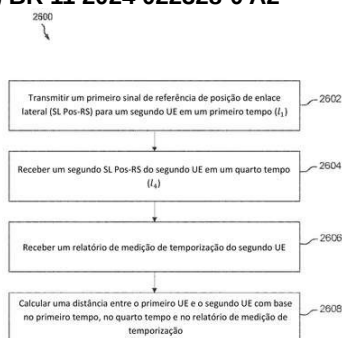 BR 11 2024 A2
2600
Transmitir um primeiro sinal de referência de posição de enlace
lateral (SL Pos-RS) para um segundo UE em um primeiro tempo (l₁)
2602
Receber um segundo SL Pos-RS do segundo UE em um quarto tempo
(l₄)
2604
Receber um relatório de medição de temporização do segundo UE
2606
Calcular uma distância entre o primeiro UE e o segundo UE com base
no primeiro tempo, no quarto tempo e no relatório de medição de
temporização
2608